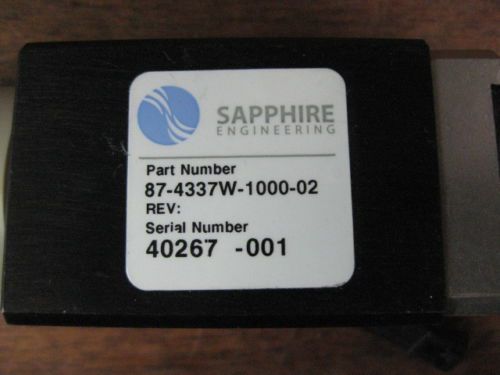 SAPPHIRE
ENGINEERING
Part Number
87-4337W-1000-02
REV:
Serial Number
40267 -001